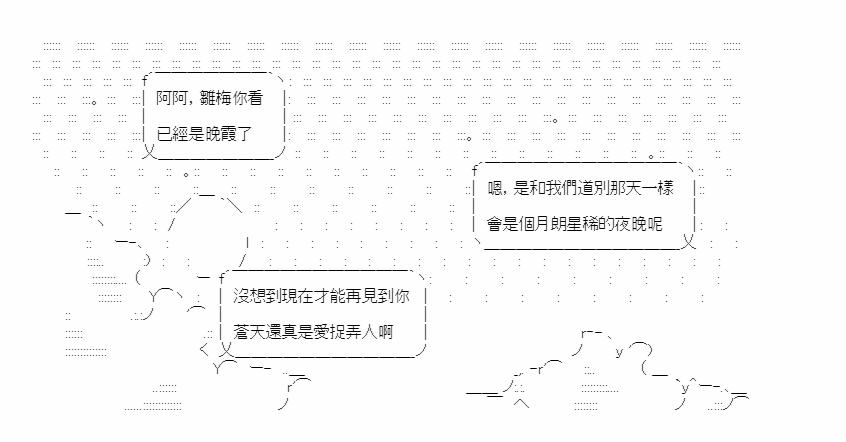 阿阿, 雛梅你看
已經是晚霞了
嗯, 是和我們道別那天一樣
會是個月朗星稀的夜晚呢
沒想到現在才能再見到你
蒼天還真是愛捉弄人啊